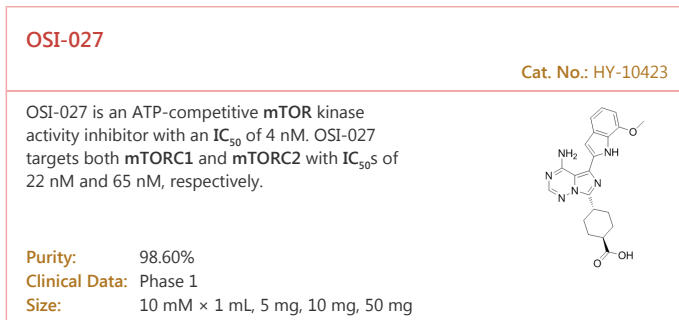 OSI-027
Cat. No.: HY-10423
OSI-027 is an ATP-competitive mTOR kinase
activity inhibitor with an IC50 of 4 nM. OSI-027
targets both mTORC1 and mTORC2 with IC50s of
22 nM and 65 nM, respectively.
O
NH2
NH
N
N
N
N
O
OH
Purity: 98.60%
Clinical Data: Phase 1
Size: 10 mM × 1 mL, 5 mg, 10 mg, 50 mg